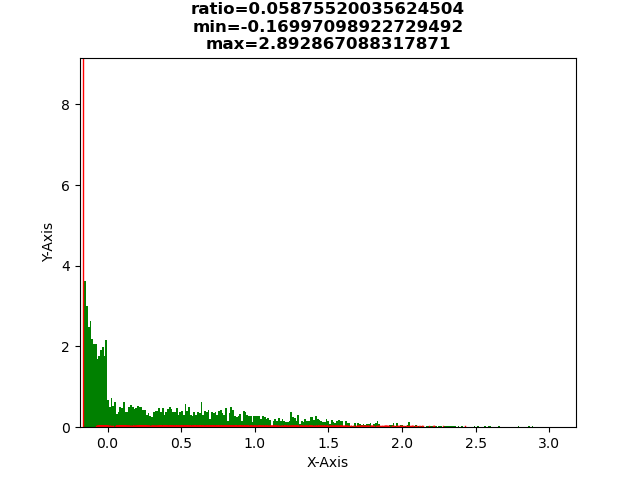 ratio=0.05875520035624504
min=-0.16997098922729492
max=2.892867088317871
Y-Axis
8
6
4
2
0
0.0 0.5 1.0 1.5 2.0 2.5 3.0
X-Axis